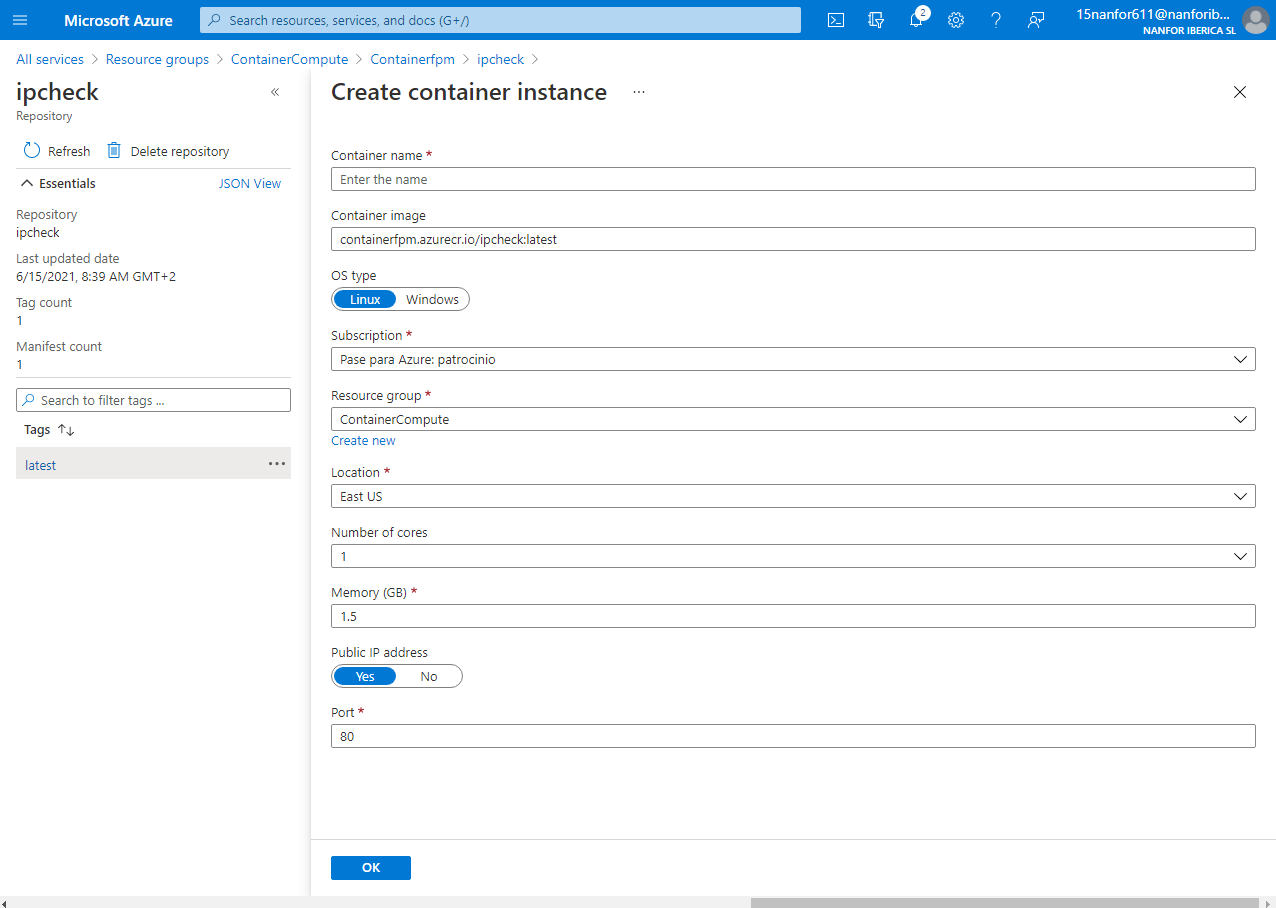 Microsoft Azure
Search resources, services, and docs (G+/)
2
15nanfor611@nanforib...
NANFOR IBERICA SL
All services > Resource groups > ContainerCompute > Containerfpm > ipcheck >
ipcheck
Repository
Refresh
Delete repository
Essentials
JSON View
Repository
ipcheck
Last updated date
6/15/2021, 8:39 AM GMT+2
Tag count
1
Manifest count
1
Search to filter tags ...
Tags
latest
Create container instance
Container name *
Enter the name
Container image
containerfpm.azurecr.io/ipcheck:latest
OS type
Linux Windows
Subscription *
Pase para Azure: patrocinio
Resource group *
ContainerCompute
Create new
Location *
East US
Number of cores
1
Memory (GB) *
1.5
Public IP address
Yes No
Port *
80
OK